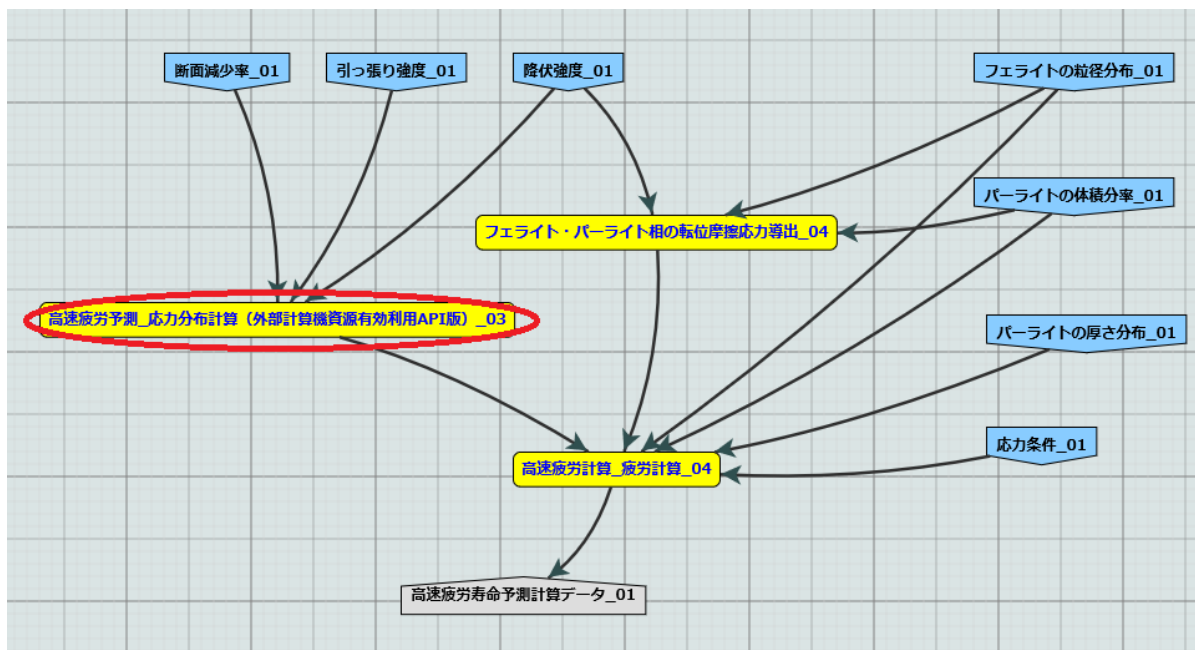 断面減少率_01
引っ張り強度_01
降伏強度_01
フェライトの粒径分布_01
パーライトの体積分率_01
フェライト・パーライト相の転位摩擦応力導出_04
高速疲労予測_応力分布計算（外部計算機資源有効利用API版）_03
パーライトの厚さ分布_01
応力条件_01
高速疲労計算_疲労計算_04
高速疲労寿命予測計算データ_01